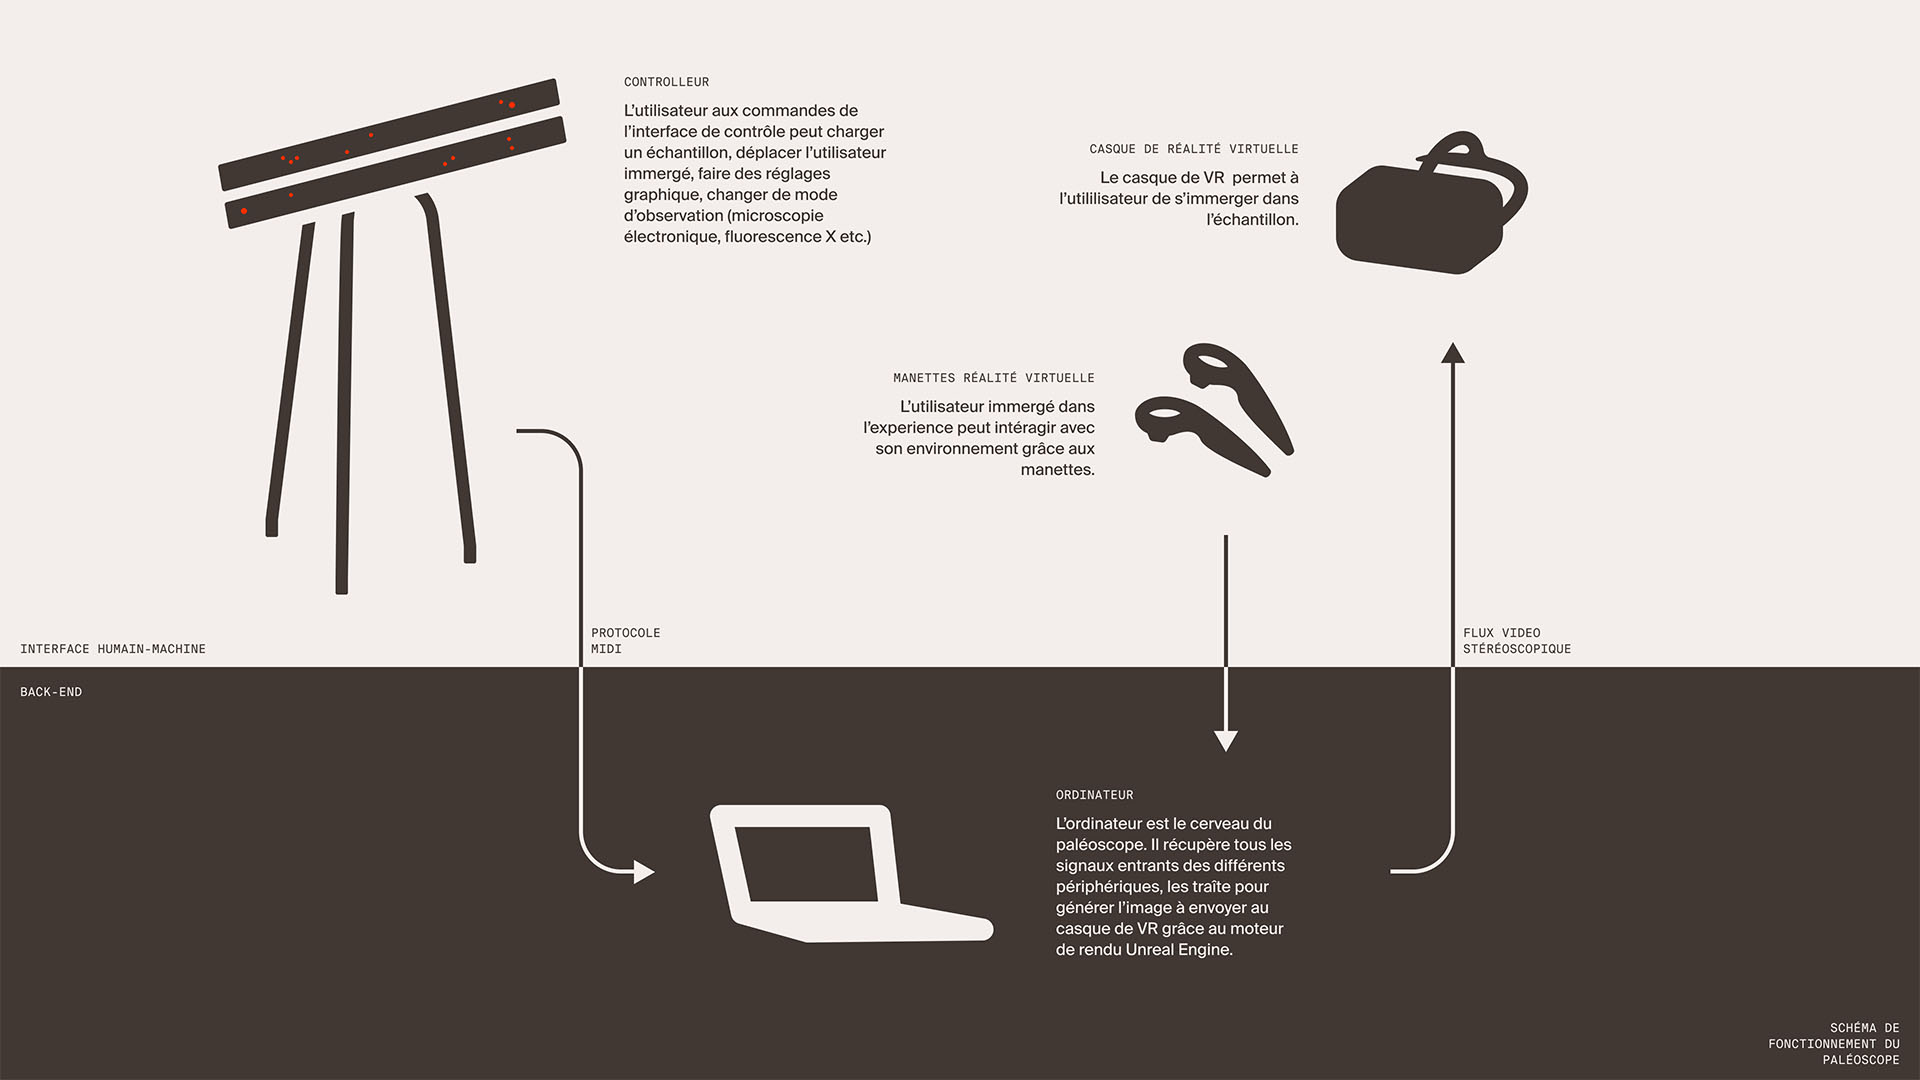 CONTROLLEUR
L’utilisateur aux commandes de
l’interface de contrôle peut charger
un échantillon, déplacer l’utilisateur
immergé, faire des réglages
graphique, changer de mode
d’observation (microscopie
électronique, fluorescence X etc.)
CASQUE DE RÉALITÉ VIRTUELLE
Le casque de VR  permet à
l’utililisateur de s’immerger dans
l’échantillon.
MANETTES RÉALITÉ VIRTUELLE
L’utilisateur immergé dans
l’experience peut intéragir avec
son environnement grâce aux
manettes.
PROTOCOLE
MIDI
FLUX VIDEO
STÉRÉOSCOPIQUE
INTERFACE HUMAIN-MACHINE
BACK-END
ORDINATEUR
L’ordinateur est le cerveau du
paléoscope. Il récupère tous les
signaux entrants des différents
périphériques, les traîte pour
générer l’image à envoyer au
casque de VR grâce au moteur
de rendu Unreal Engine.
SCHÉMA DE
FONCTIONNEMENT DU
PALÉOSCOPE